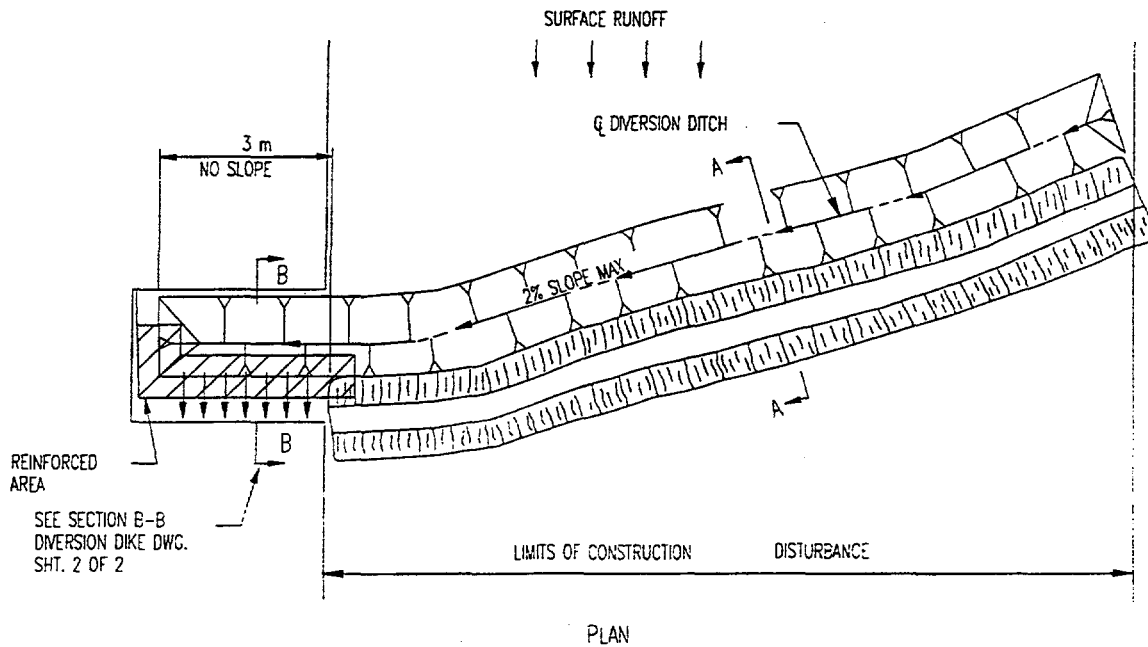 SURFACE RUNOFF
3 m
NO SLOPE
℄ DIVERSION DITCH
A
B
2% SLOPE MAX
A
B
REINFORCED
AREA
SEE SECTION B-B
DIVERSION DIKE DWG.
SHT. 2 OF 2
LIMITS OF CONSTRUCTION DISTURBANCE
PLAN